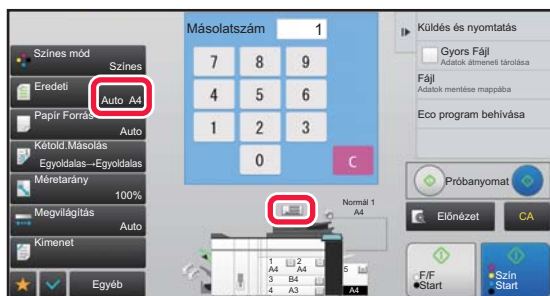 Másolatszám 1
Színes mód
Színes
Eredeti
Auto A4
Papír Forrás
Auto
Kétold.Másolás
Egyoldalas→Egyoldalas
Méretarány
100%
Megvilágítás
Auto
Kimenet
Egyéb
7 8 9
4 5 6
1 2 3
0 C
Normál 1
A4
1 A4 2 A4
3 B4
4 A3
5
A4
Küldés és nyomtatás
Gyors Fájl
Adatok átmeneti tárolása
Fájl
Adatok mentése mappába
Eco program behívása
Próbanyomat
Előnézet
CA
F/F
Start
Szín
Start